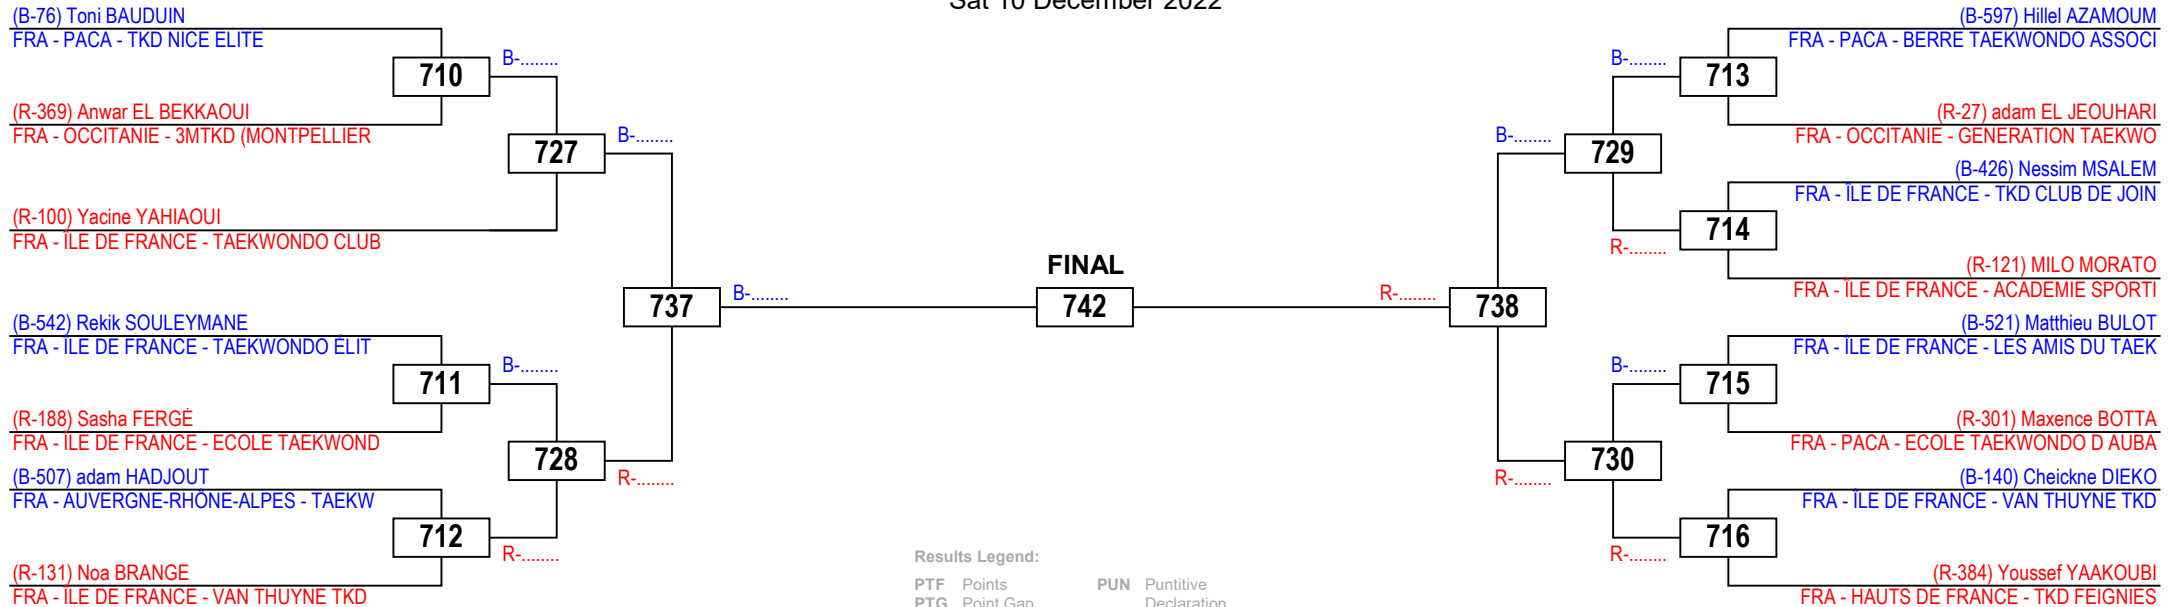 Sat 10 December 2022
(B-76) Toni BAUDUIN
FRA - PACA - TKD NICE ELITE
710
B-........
(R-369) Anwar EL BEKKAOUI
FRA - OCCITANIE - 3MTKD (MONTPELLIER
727
B-........
(R-100) Yacine YAHIAOUI
FRA - ÎLE DE FRANCE - TAEKWONDO CLUB
737
B-........
(B-542) Rekik SOULEYMANE
FRA - ÎLE DE FRANCE - TAEKWONDO ÉLIT
711
B-........
(R-188) Sasha FERGÉ
FRA - ÎLE DE FRANCE - ECOLE TAEKWOND
728
R-........
(B-507) adam HADJOUT
FRA - AUVERGNE-RHÔNE-ALPES - TAEKW
712
R-........
(R-131) Noa BRANGE
FRA - ÎLE DE FRANCE - VAN THUYNE TKD
FINAL
742
(B-597) Hillel AZAMOUM
FRA - PACA - BERRE TAEKWONDO ASSOCI
B-........
713
(R-27) adam EL JEOUHARI
FRA - OCCITANIE - GENERATION TAEKWO
B-........
729
(B-426) Nessim MSALEM
FRA - ÎLE DE FRANCE - TKD CLUB DE JOIN
714
R-........
(R-121) MILO MORATO
FRA - ÎLE DE FRANCE - ACADEMIE SPORTI
R-........
738
(B-521) Matthieu BULOT
FRA - ÎLE DE FRANCE - LES AMIS DU TAEK
B-........
715
(R-301) Maxence BOTTA
FRA - PACA - ECOLE TAEKWONDO D AUBA
R-........
730
(B-140) Cheickne DIEKO
FRA - ÎLE DE FRANCE - VAN THUYNE TKD
716
R-........
(R-384) Youssef YAAKOUBI
FRA - HAUTS DE FRANCE - TKD FEIGNIES
Results Legend:
PTF Points PUN Puntitive
PTG Point Gap Declaration